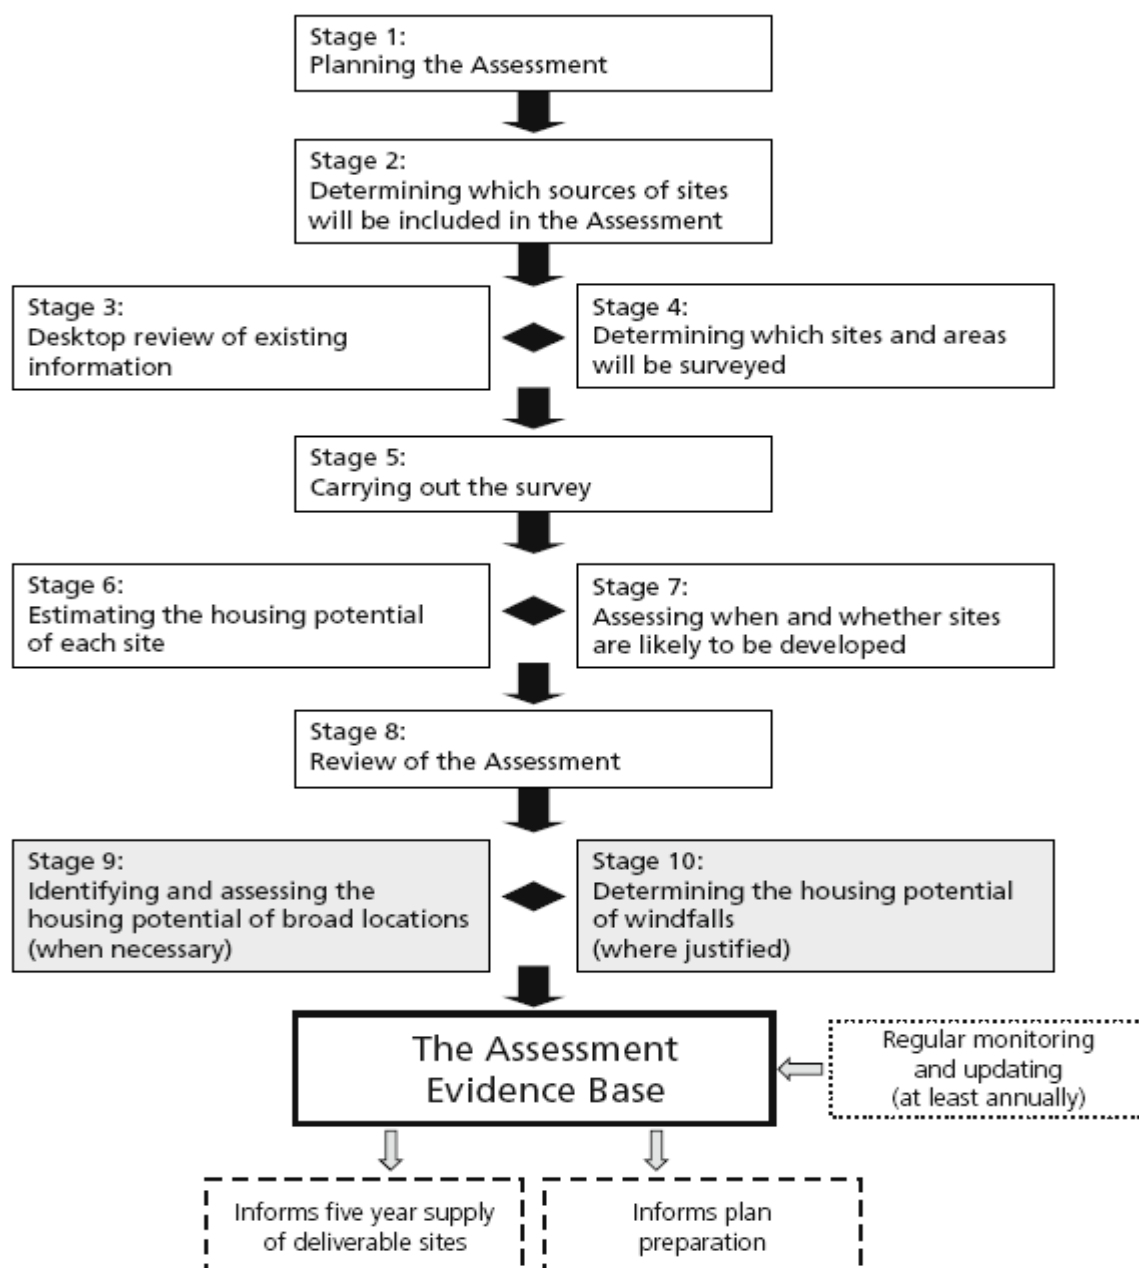 Stage 1:
Planning the Assessment
Stage 2:
Determining which sources of sites
will be included in the Assessment
Stage 3:
Desktop review of existing
information
Stage 4:
Determining which sites and areas
will be surveyed
Stage 5:
Carrying out the survey
Stage 6:
Estimating the housing potential
of each site
Stage 7:
Assessing when and whether sites
are likely to be developed
Stage 8:
Review of the Assessment
Stage 9:
Identifying and assessing the
housing potential of broad locations
(when necessary)
Stage 10:
Determining the housing potential
of windfalls
(where justified)
The Assessment
Evidence Base
Regular monitoring
and updating
(at least annually)
Informs five year supply
of deliverable sites
Informs plan
preparation